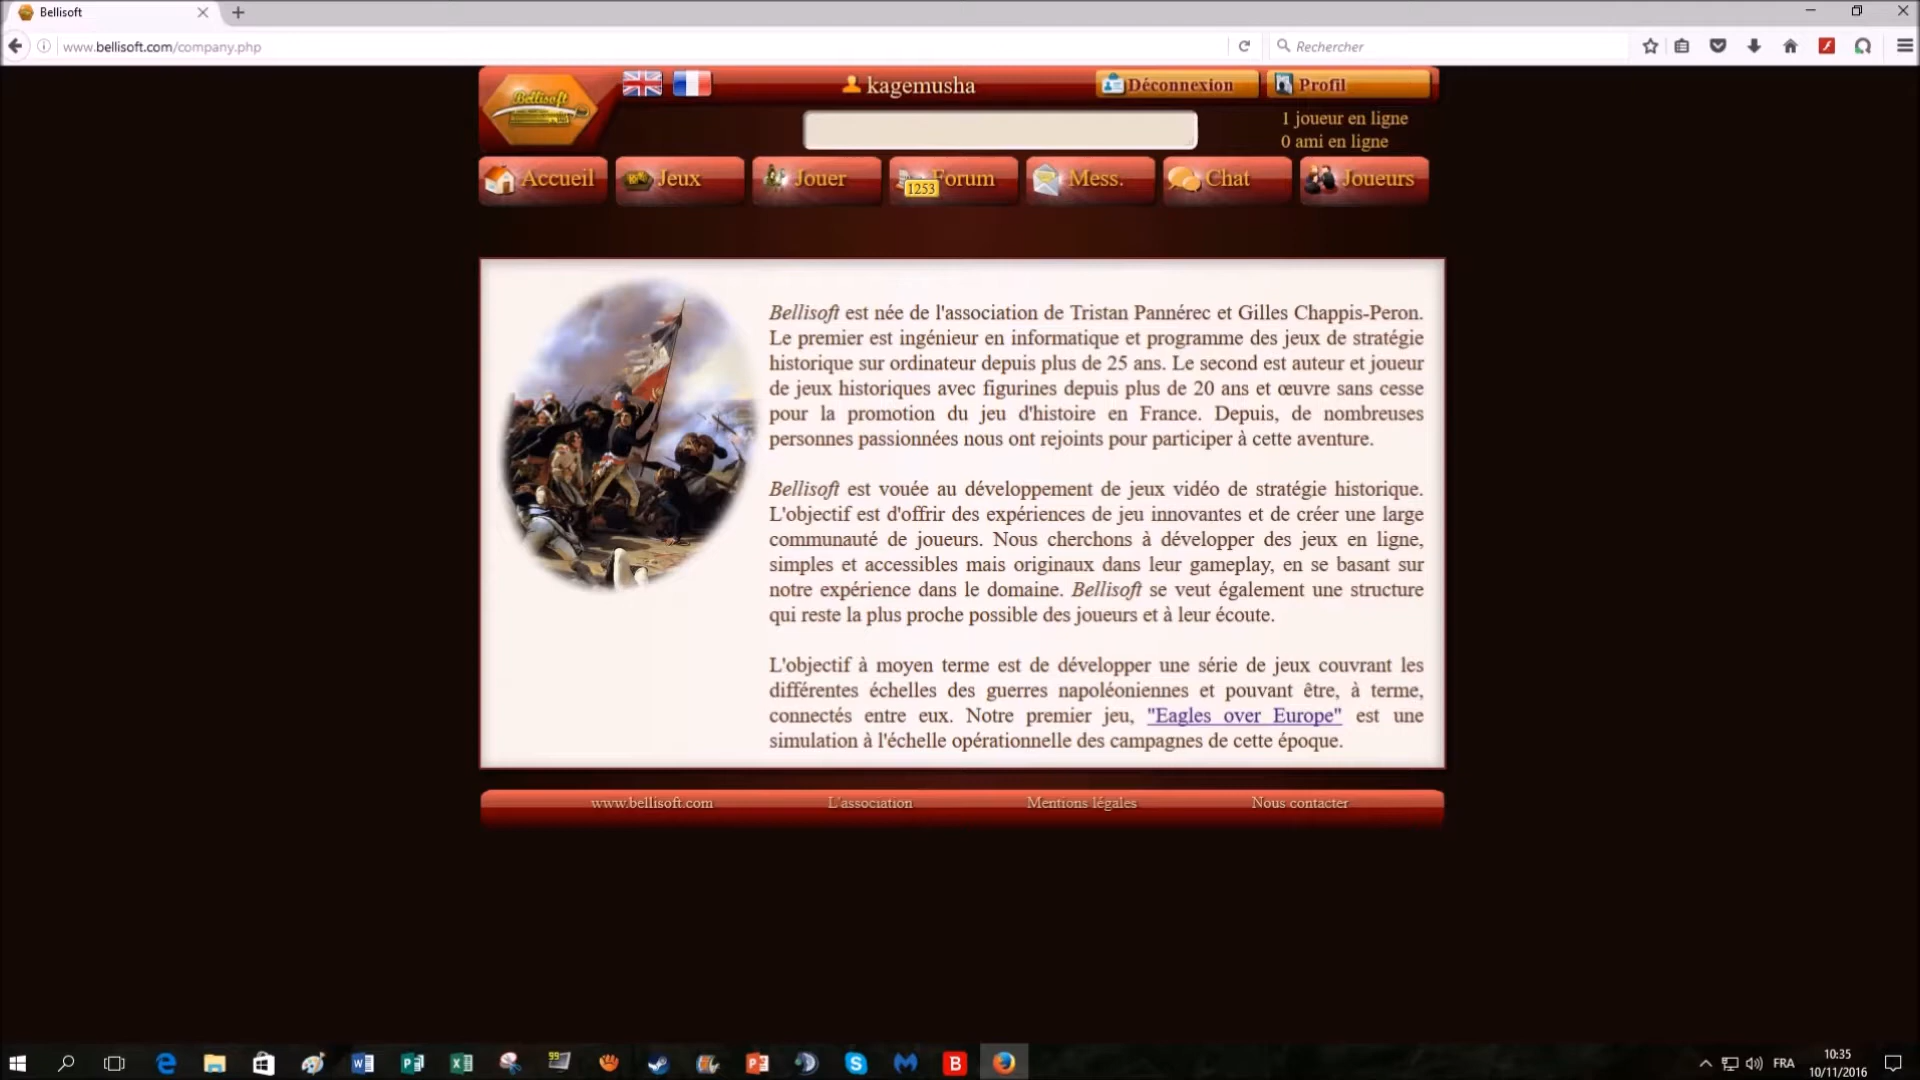 Bellisoft
www.bellisoft.com/company.php
Rechercher
Bellisoft
kagemusha
Déconnexion
Profil
1 joueur en ligne
0 ami en ligne
Accueil
Jeux
Jouer
Forum
1253
Mess.
Chat
Joueurs
Bellisoft est née de l'association de Tristan Pannérec et Gilles Chappis-Peron.
Le premier est ingénieur en informatique et programme des jeux de stratégie
historique sur ordinateur depuis plus de 25 ans. Le second est auteur et joueur
de jeux historiques avec figurines depuis plus de 20 ans et œuvre sans cesse
pour la promotion du jeu d'histoire en France. Depuis, de nombreuses
personnes passionnées nous ont rejoints pour participer à cette aventure.
Bellisoft est vouée au développement de jeux vidéo de stratégie historique.
L'objectif est d'offrir des expériences de jeu innovantes et de créer une large
communauté de joueurs. Nous cherchons à développer des jeux en ligne,
simples et accessibles mais originaux dans leur gameplay, en se basant sur
notre expérience dans le domaine. Bellisoft se veut également une structure
qui reste la plus proche possible des joueurs et à leur écoute.
L'objectif à moyen terme est de développer une série de jeux couvrant les
différentes échelles des guerres napoléoniennes et pouvant être, à terme,
connectés entre eux. Notre premier jeu, "Eagles over Europe" est une
simulation à l'échelle opérationnelle des campagnes de cette époque.
www.bellisoft.com
L'association
Mentions légales
Nous contacter
99
FRA
10:35
10/11/2016